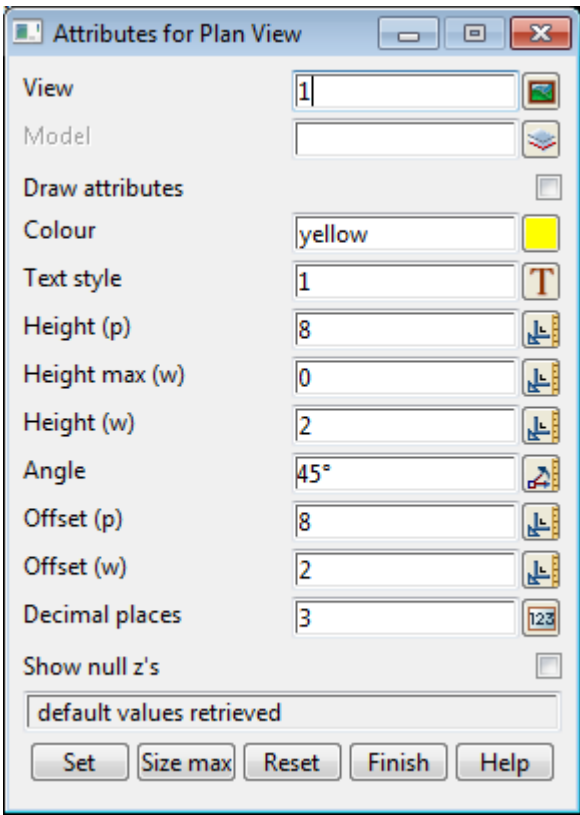 Attributes for Plan View
View 1
Model
Draw attributes
Colour yellow
Text style 1 T
Height (p) 8
Height max (w) 0
Height (w) 2
Angle 45°
Offset (p) 8
Offset (w) 2
Decimal places 3 123
Show null z's
default values retrieved
Set Size max Reset Finish Help